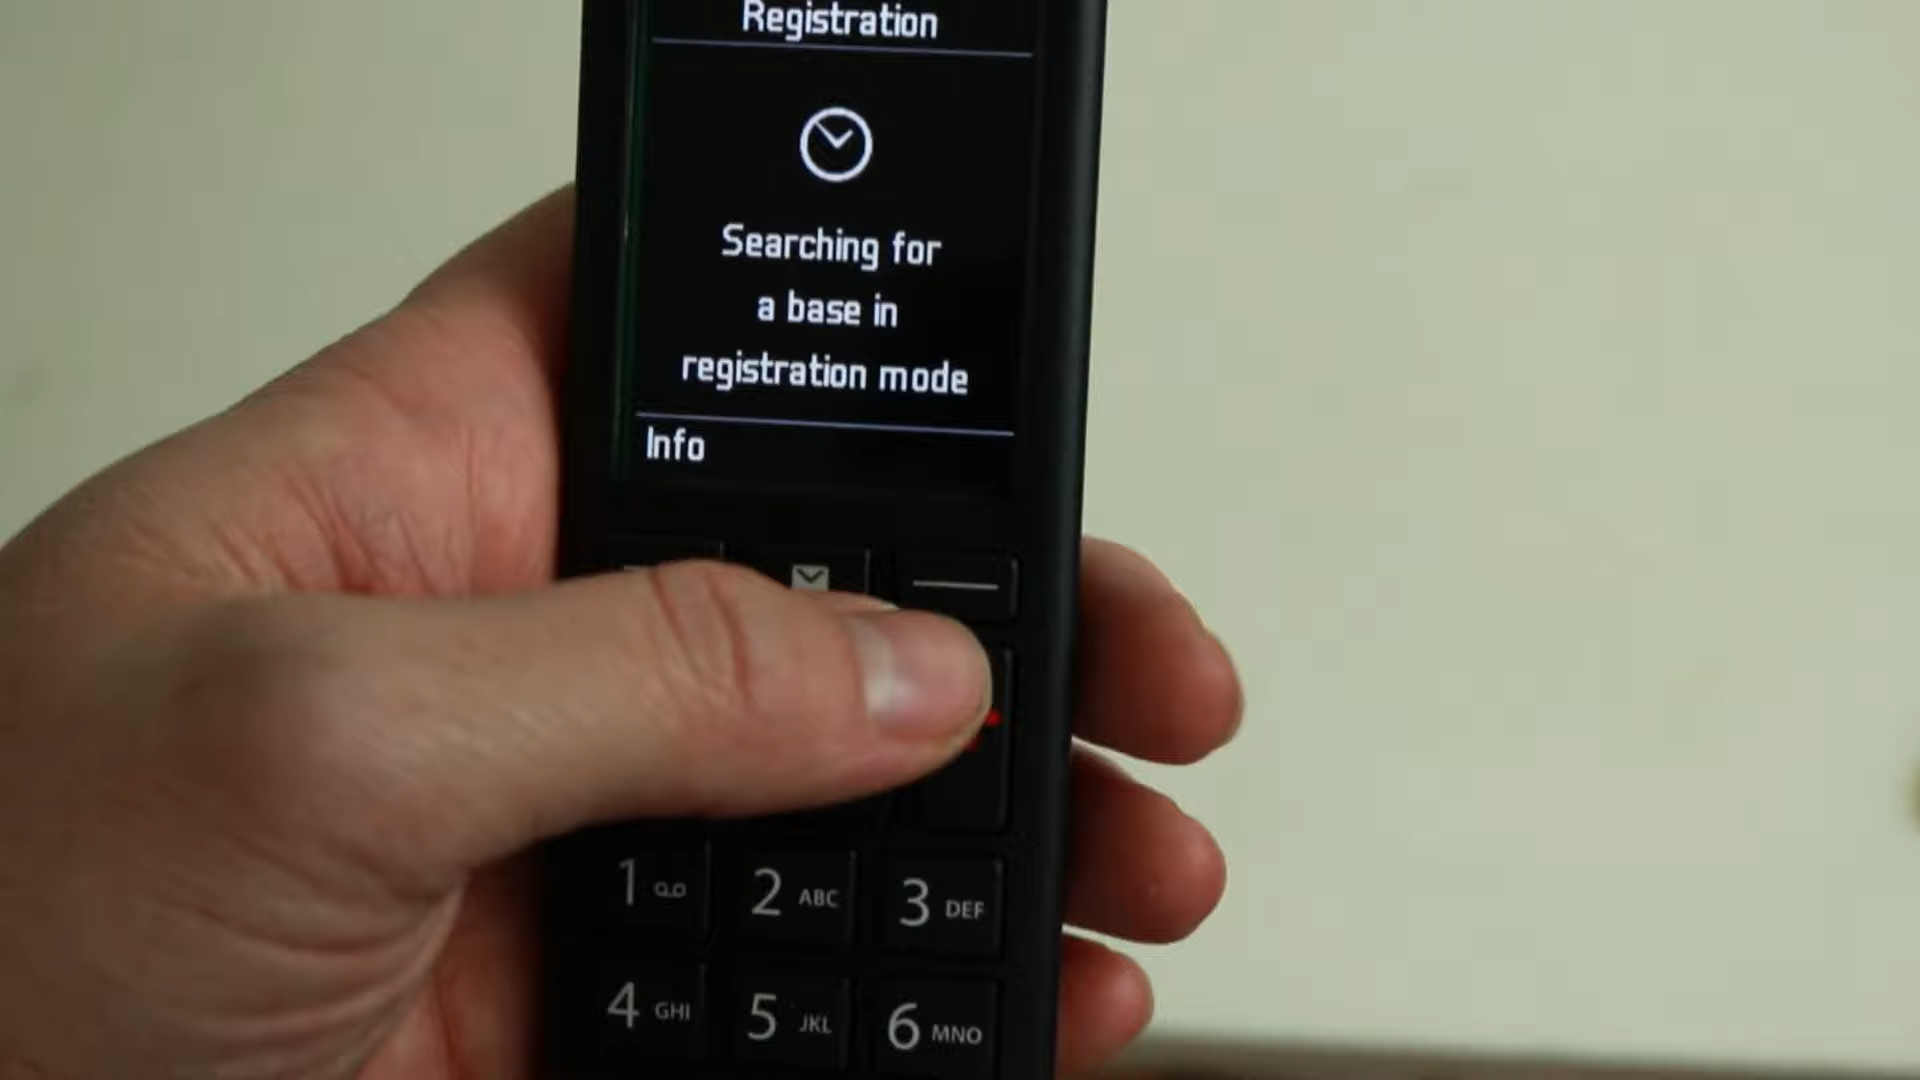 Registration
Searching for
a base in
registration mode
Info
1 2 ABC 3 DEF
4 GHI 5 JKL 6 MNO